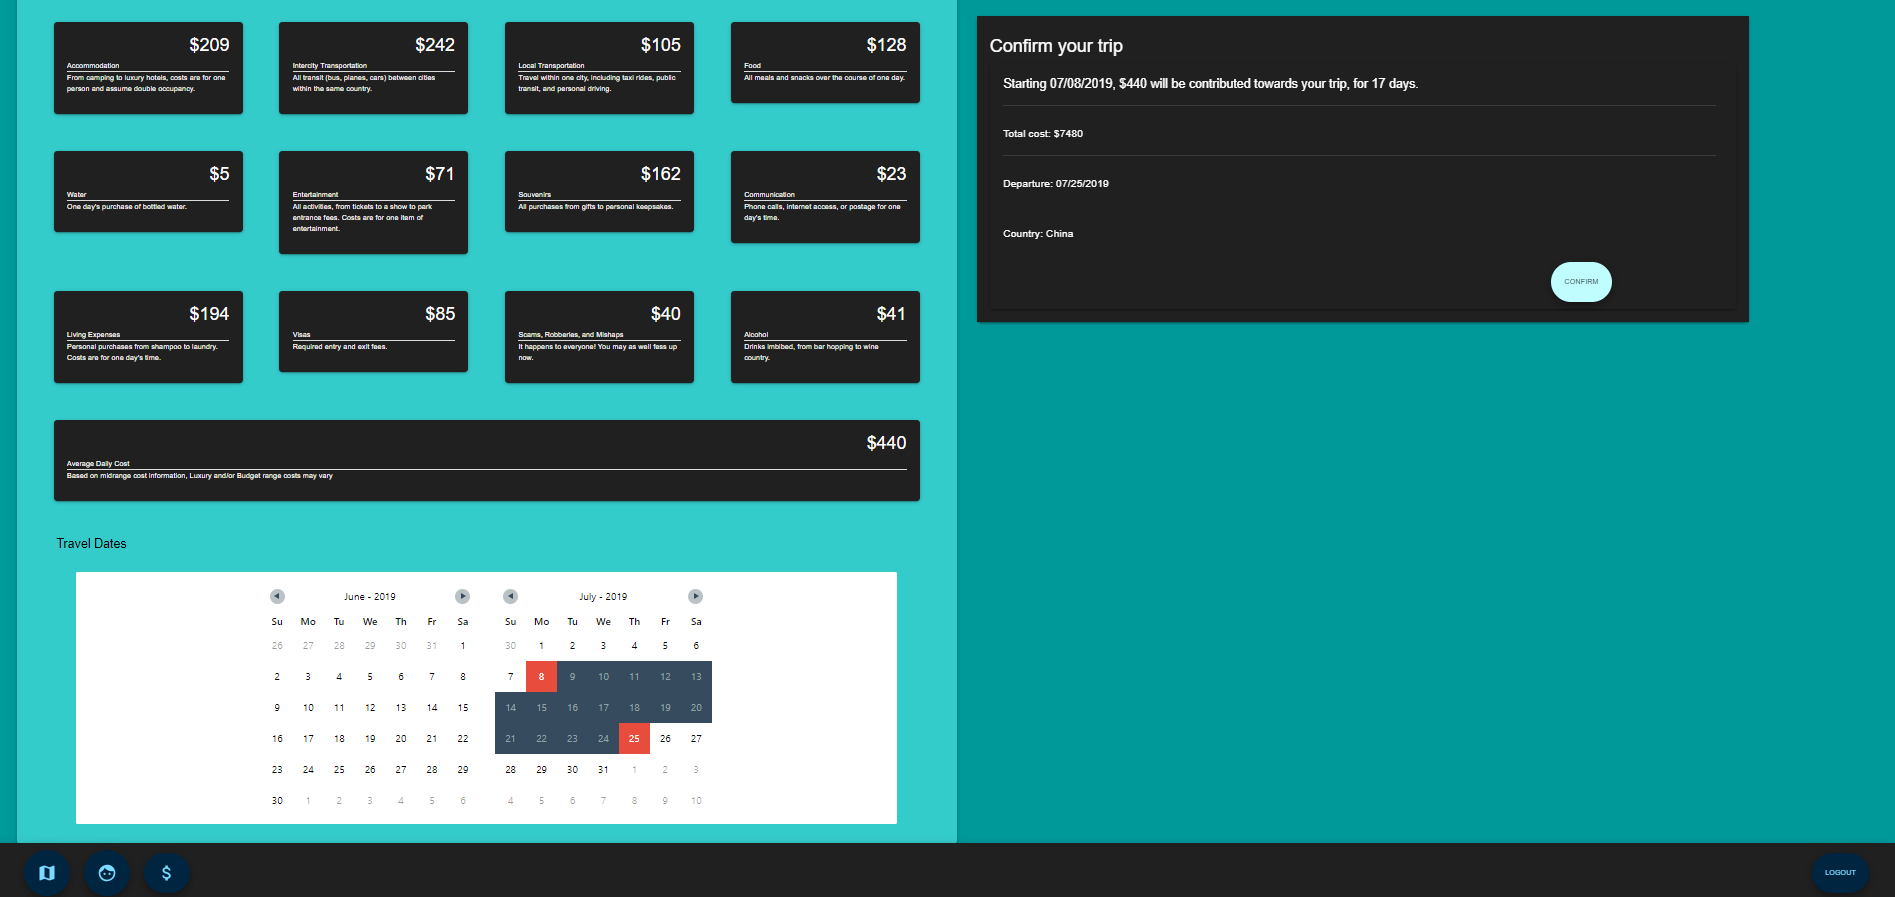 $209
Accommodation
From camping to luxury hotels, costs are for one
person and assume double occupancy.
$242
Intercity Transportation
All transit (bus, planes, cars) between cities
within the same country.
$105
Local Transportation
Travel within one city, including taxi rides, public
transit, and personal driving.
$128
Food
All meals and snacks over the course of one day.
$5
Water
One day's purchase of bottled water.
$71
Entertainment
All activities, from tickets to a show to park
entrance fees. Costs are for one item of
entertainment.
$162
Souvenirs
All purchases from gifts to personal keepsakes.
$23
Communication
Phone calls, internet access, or postage for one
day's time.
$194
Living Expenses
Personal purchases from shampoo to laundry.
Costs are for one day's time.
$85
Visas
Required entry and exit fees.
$40
Scams, Robberies, and Mishaps
It happens to everyone! You may as well fess up
now.
$41
Alcohol
Drinks imbibed, from bar hopping to wine
country.
$440
Average Daily Cost
Based on midrange cost information, Luxury and/or Budget range costs may vary
Travel Dates
June - 2019
Su Mo Tu We Th Fr Sa
26 27 28 29 30 31 1
2 3 4 5 6 7 8
9 10 11 12 13 14 15
16 17 18 19 20 21 22
23 24 25 26 27 28 29
30 1 2 3 4 5 6
July - 2019
Su Mo Tu We Th Fr Sa
30 1 2 3 4 5 6
7 8 9 10 11 12 13
14 15 16 17 18 19 20
21 22 23 24 25 26 27
28 29 30 31 1 2 3
4 5 6 7 8 9 10
Confirm your trip
Starting 07/08/2019, $440 will be contributed towards your trip, for 17 days.
Total cost: $7480
Departure: 07/25/2019
Country: China
CONFIRM
$
LOGOUT